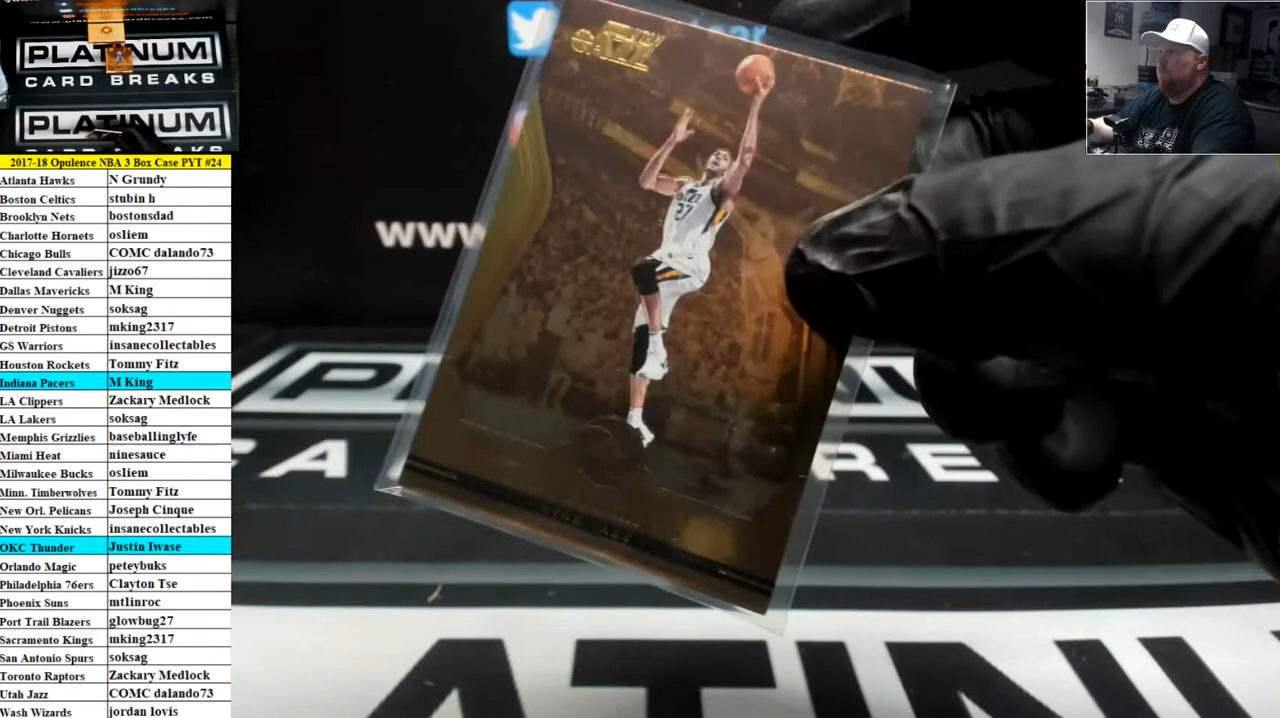 PLATINUM
CARD BREAKS
PLATINUM
2017-18 Opulence NBA 3 Box Case PYT #24
Atlanta Hawks N Grundy
Boston Celtics stubin h
Brooklyn Nets bostonsdad
Charlotte Hornets osliem
Chicago Bulls COMC dalando73
Cleveland Cavaliers jizzo67
Dallas Mavericks M King
Denver Nuggets soksag
Detroit Pistons mking2317
GS Warriors insanecollectables
Houston Rockets Tommy Fitz
Indiana Pacers M King
LA Clippers Zackary Medlock
LA Lakers soksag
Memphis Grizzlies baseballinglyfe
Miami Heat ninesauce
Milwaukee Bucks osliem
Minn. Timberwolves Tommy Fitz
New Orl. Pelicans Joseph Cinque
New York Knicks insanecollectables
OKC Thunder Justin Iwase
Orlando Magic peteybuks
Philadelphia 76ers Clayton Tse
Phoenix Suns mtlinroc
Port Trail Blazers glowbug27
Sacramento Kings mking2317
San Antonio Spurs soksag
Toronto Raptors Zackary Medlock
Utah Jazz COMC dalando73
Wash Wizards jordan lovis
www
27
CA
RE
ATINU